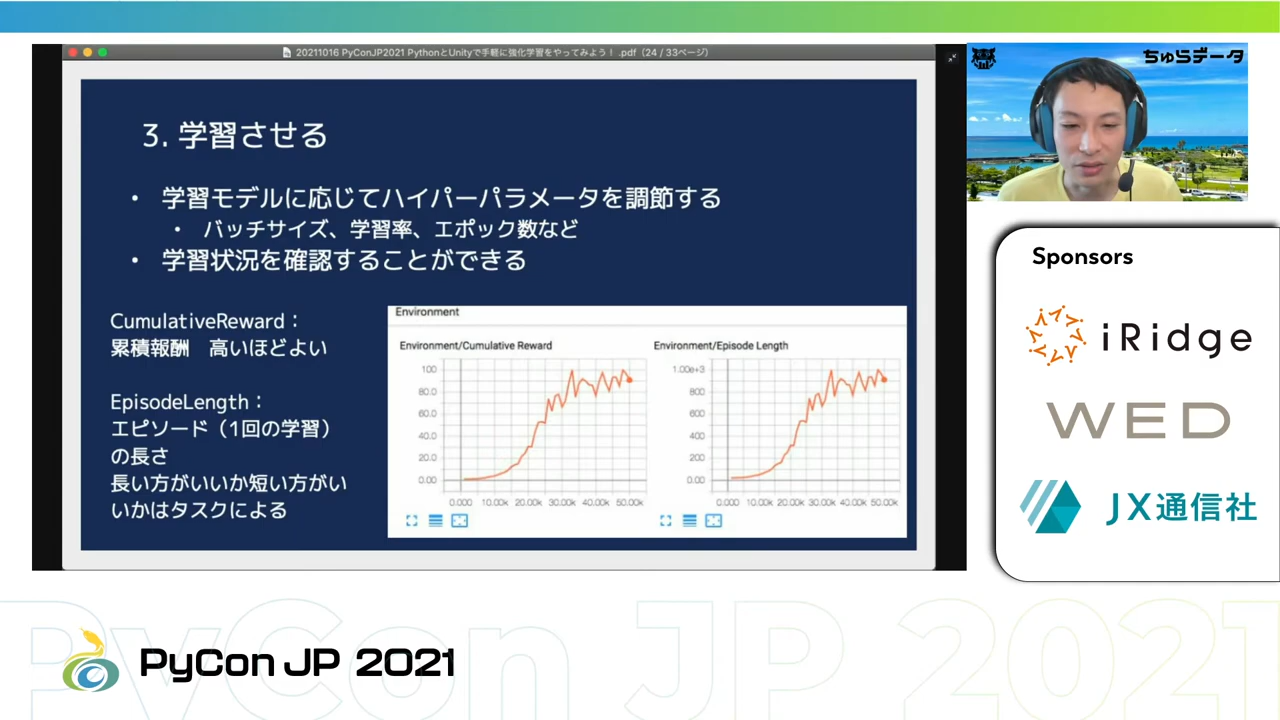 20211016 PyConJP2021 PythonとUnityで手軽に強化学習をやってみよう！.pdf（24 / 33ページ）
ちゅらデータ
3. 学習させる
• 学習モデルに応じてハイパーパラメータを調節する
• バッチサイズ、学習率、エポック数など
• 学習状況を確認することができる
CumulativeReward：
累積報酬　高いほどよい
EpisodeLength：
エピソード（1回の学習）
の長さ
長い方がいいか短い方がい
いかはタスクによる
Environment
Environment/Cumulative Reward
100
80.0
60.0
40.0
20.0
0.00
0.000 10.00k 20.00k 30.00k 40.00k 50.00k
Environment/Episode Length
1.00e+3
800
600
400
200
0.00
0.000 10.00k 20.00k 30.00k 40.00k 50.00k
Sponsors
iRidge
WED
JX通信社
PyCon JP 2021
PyCon JP 2021